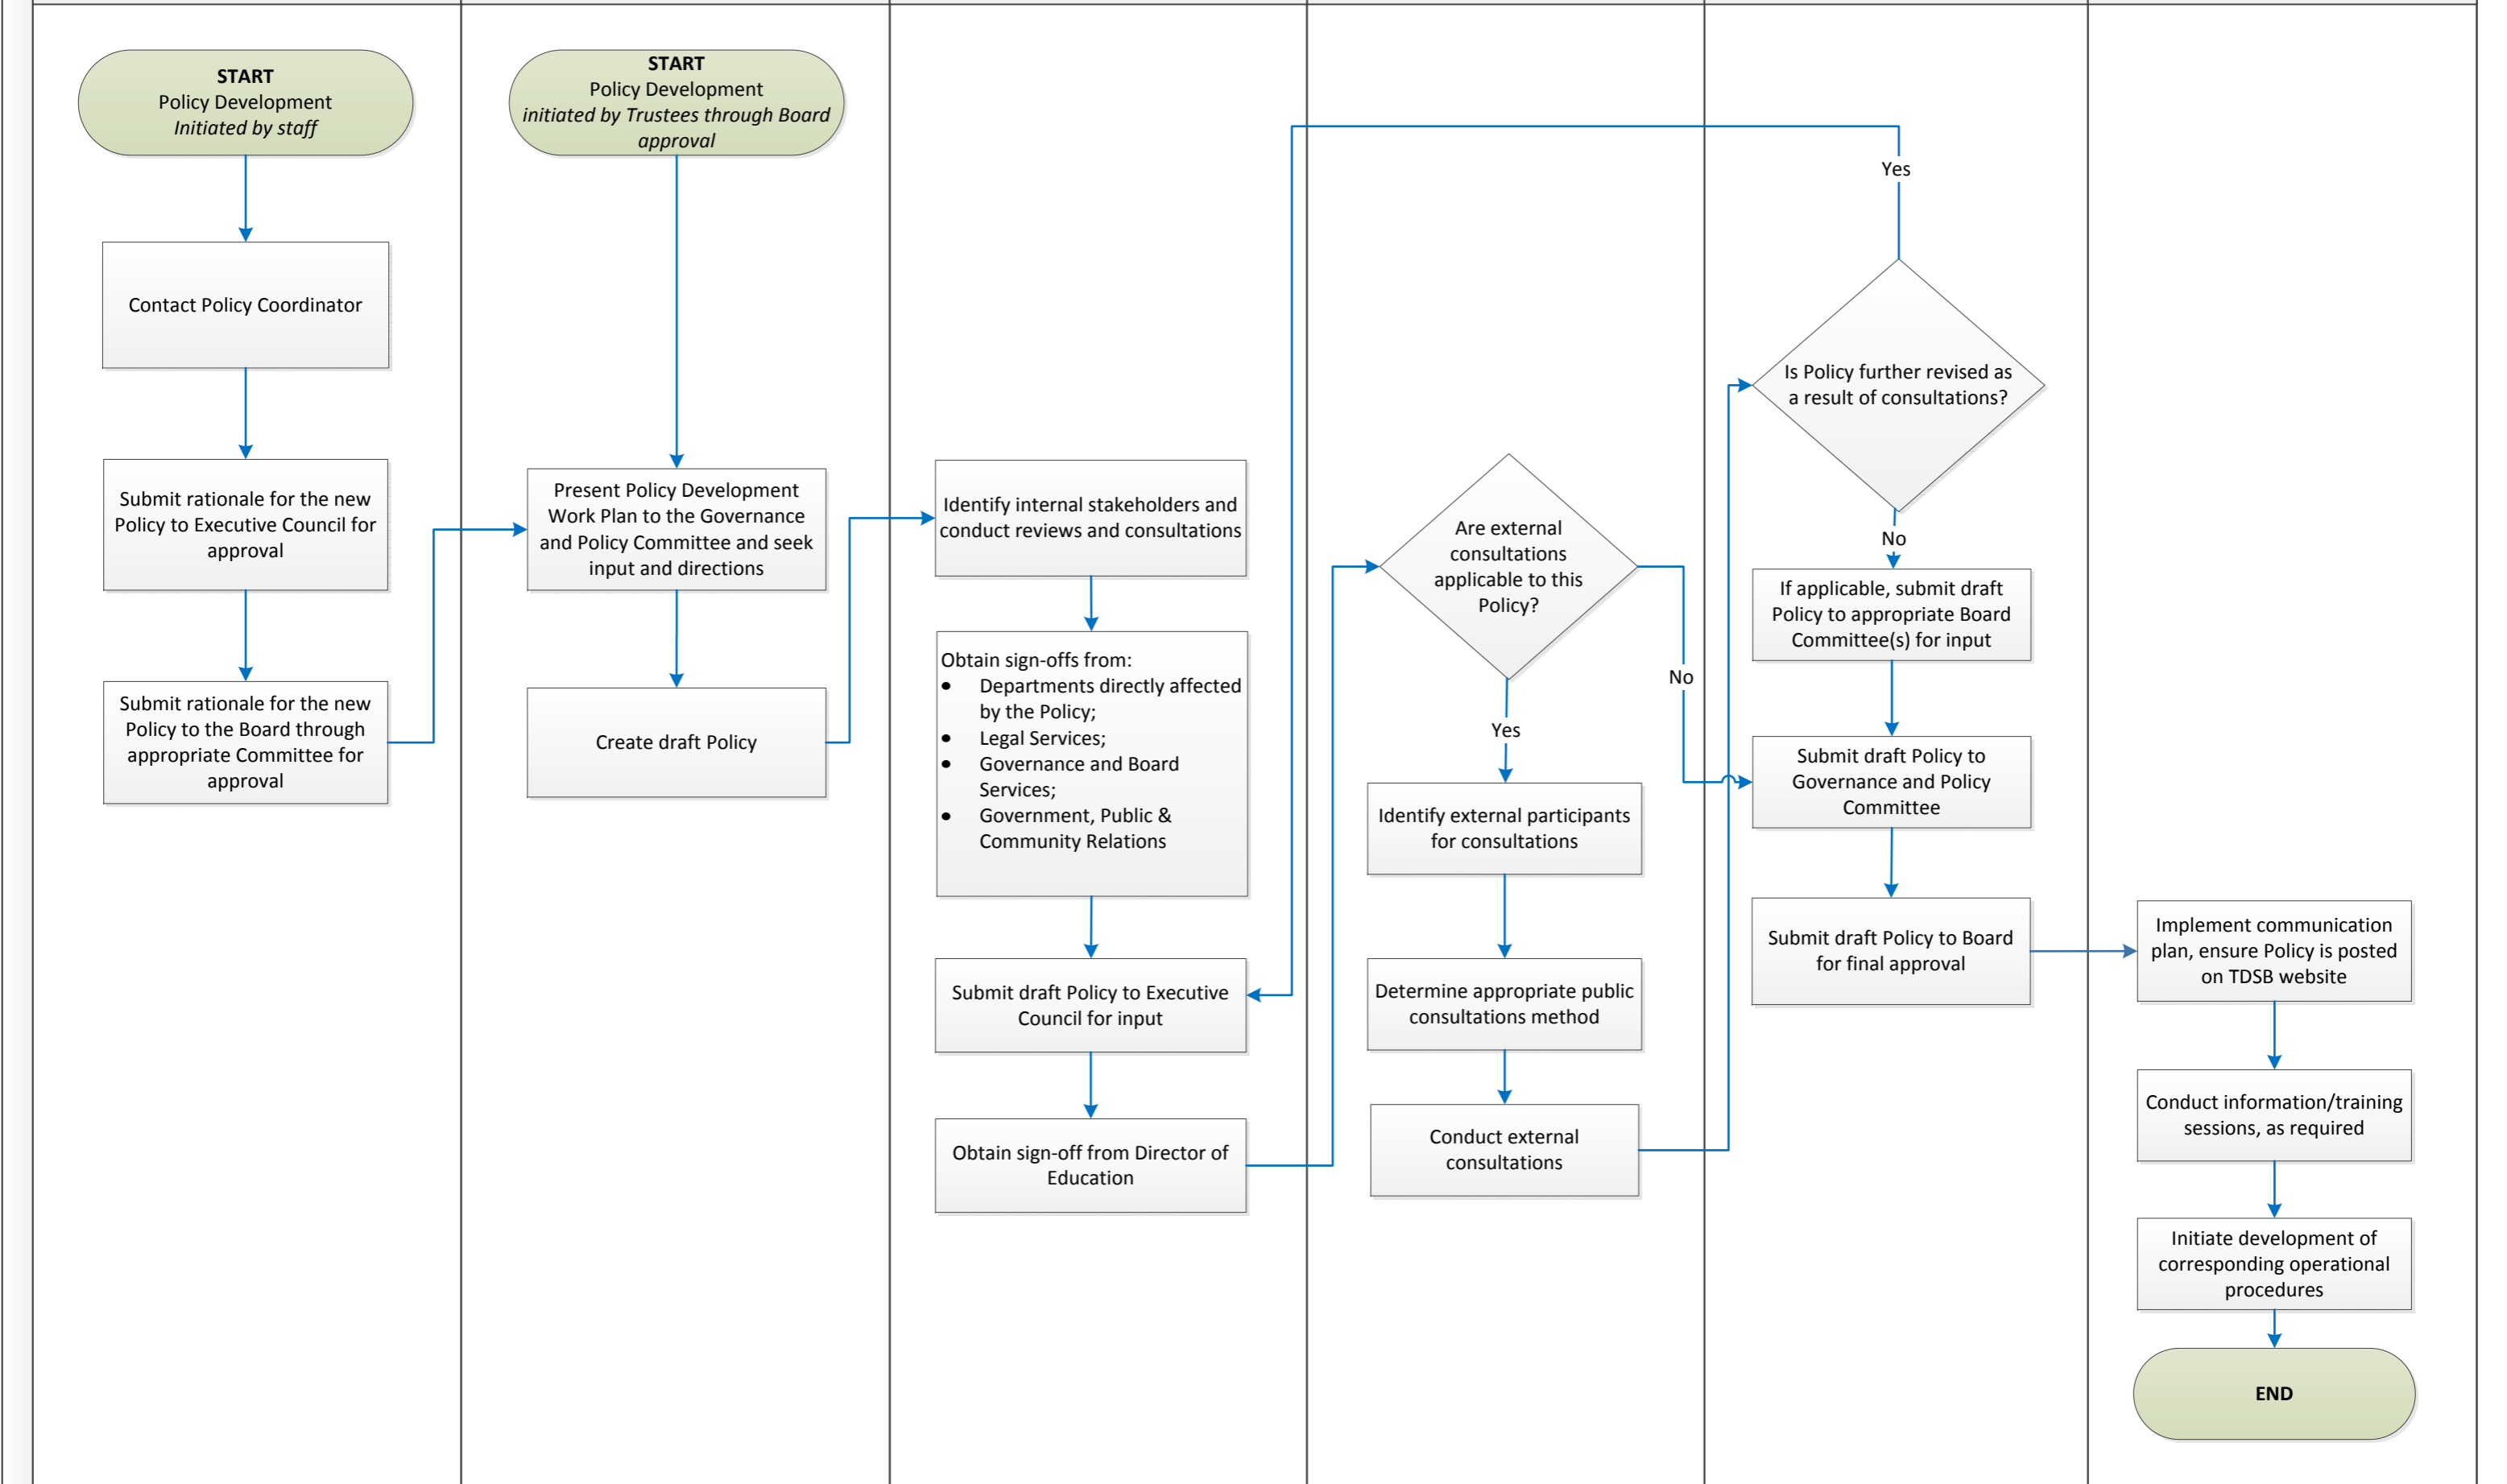 START
Policy Development
Initiated by staff
Contact Policy Coordinator
Submit rationale for the new
Policy to Executive Council for
approval
Submit rationale for the new
Policy to the Board through
appropriate Committee for
approval
START
Policy Development
initiated by Trustees through Board
approval
Present Policy Development
Work Plan to the Governance
and Policy Committee and seek
input and directions
Create draft Policy
Identify internal stakeholders and
conduct reviews and consultations
Obtain sign-offs from:
• Departments directly affected
by the Policy;
• Legal Services;
• Governance and Board
Services;
• Government, Public &
Community Relations
Submit draft Policy to Executive
Council for input
Obtain sign-off from Director of
Education
Are external
consultations
applicable to this
Policy?
Yes
No
Identify external participants
for consultations
Determine appropriate public
consultations method
Conduct external
consultations
Yes
Is Policy further revised as
a result of consultations?
No
If applicable, submit draft
Policy to appropriate Board
Committee(s) for input
Submit draft Policy to
Governance and Policy
Committee
Submit draft Policy to Board
for final approval
Implement communication
plan, ensure Policy is posted
on TDSB website
Conduct information/training
sessions, as required
Initiate development of
corresponding operational
procedures
END